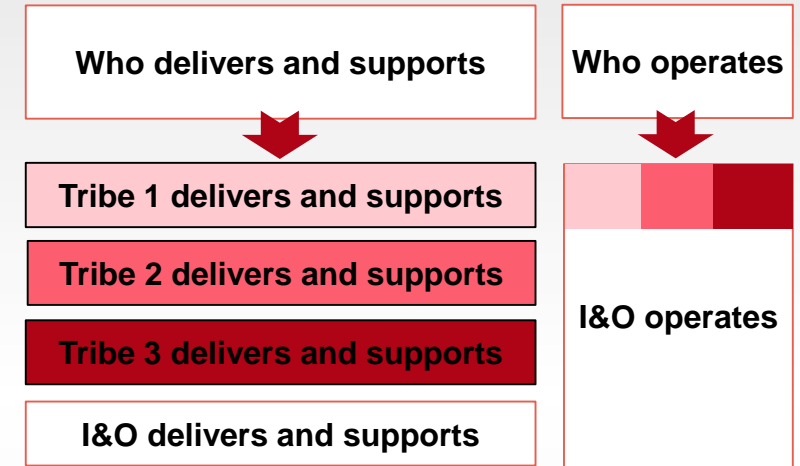 Who delivers and supports
Who operates
Tribe 1 delivers and supports
Tribe 2 delivers and supports
Tribe 3 delivers and supports
I&O delivers and supports
I&O operates